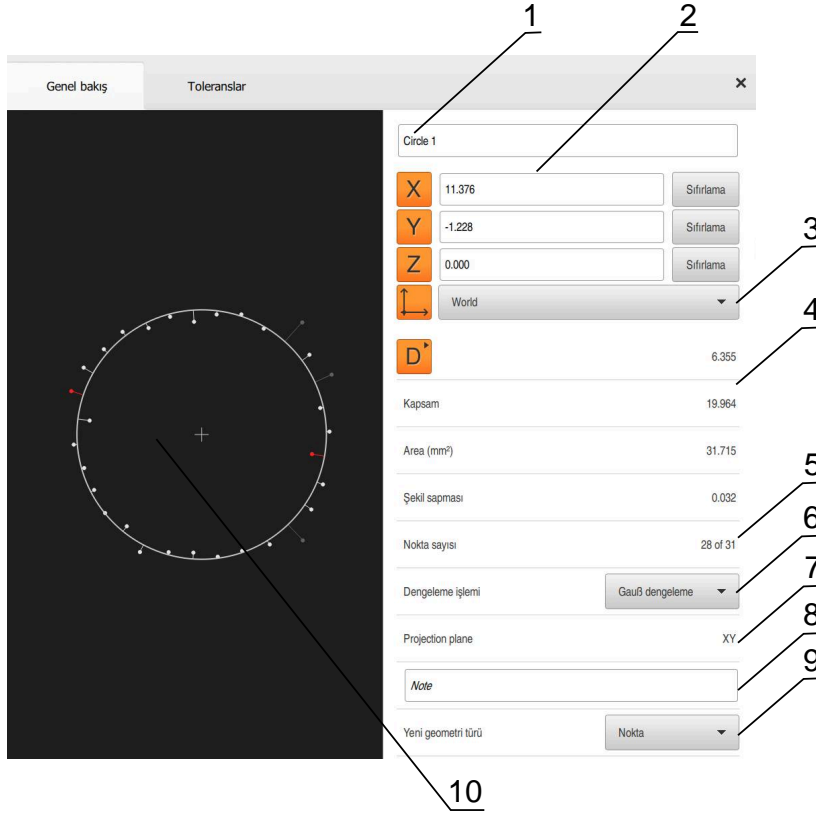 1 2
Genel bakış Toleranslar ×
Circle 1
X 11.376 Sıfırlama
Y -1.228 Sıfırlama
3
Z 0.000 Sıfırlama
World
4
D 6.355
Kapsam 19.964
Area (mm²) 31.715
5
Şekil sapması 0.032
6
Nokta sayısı 28 of 31
7
Dengeleme işlemi Gauß dengeleme
8
Projection plane XY
9
Note
Yeni geometri türü Nokta
10